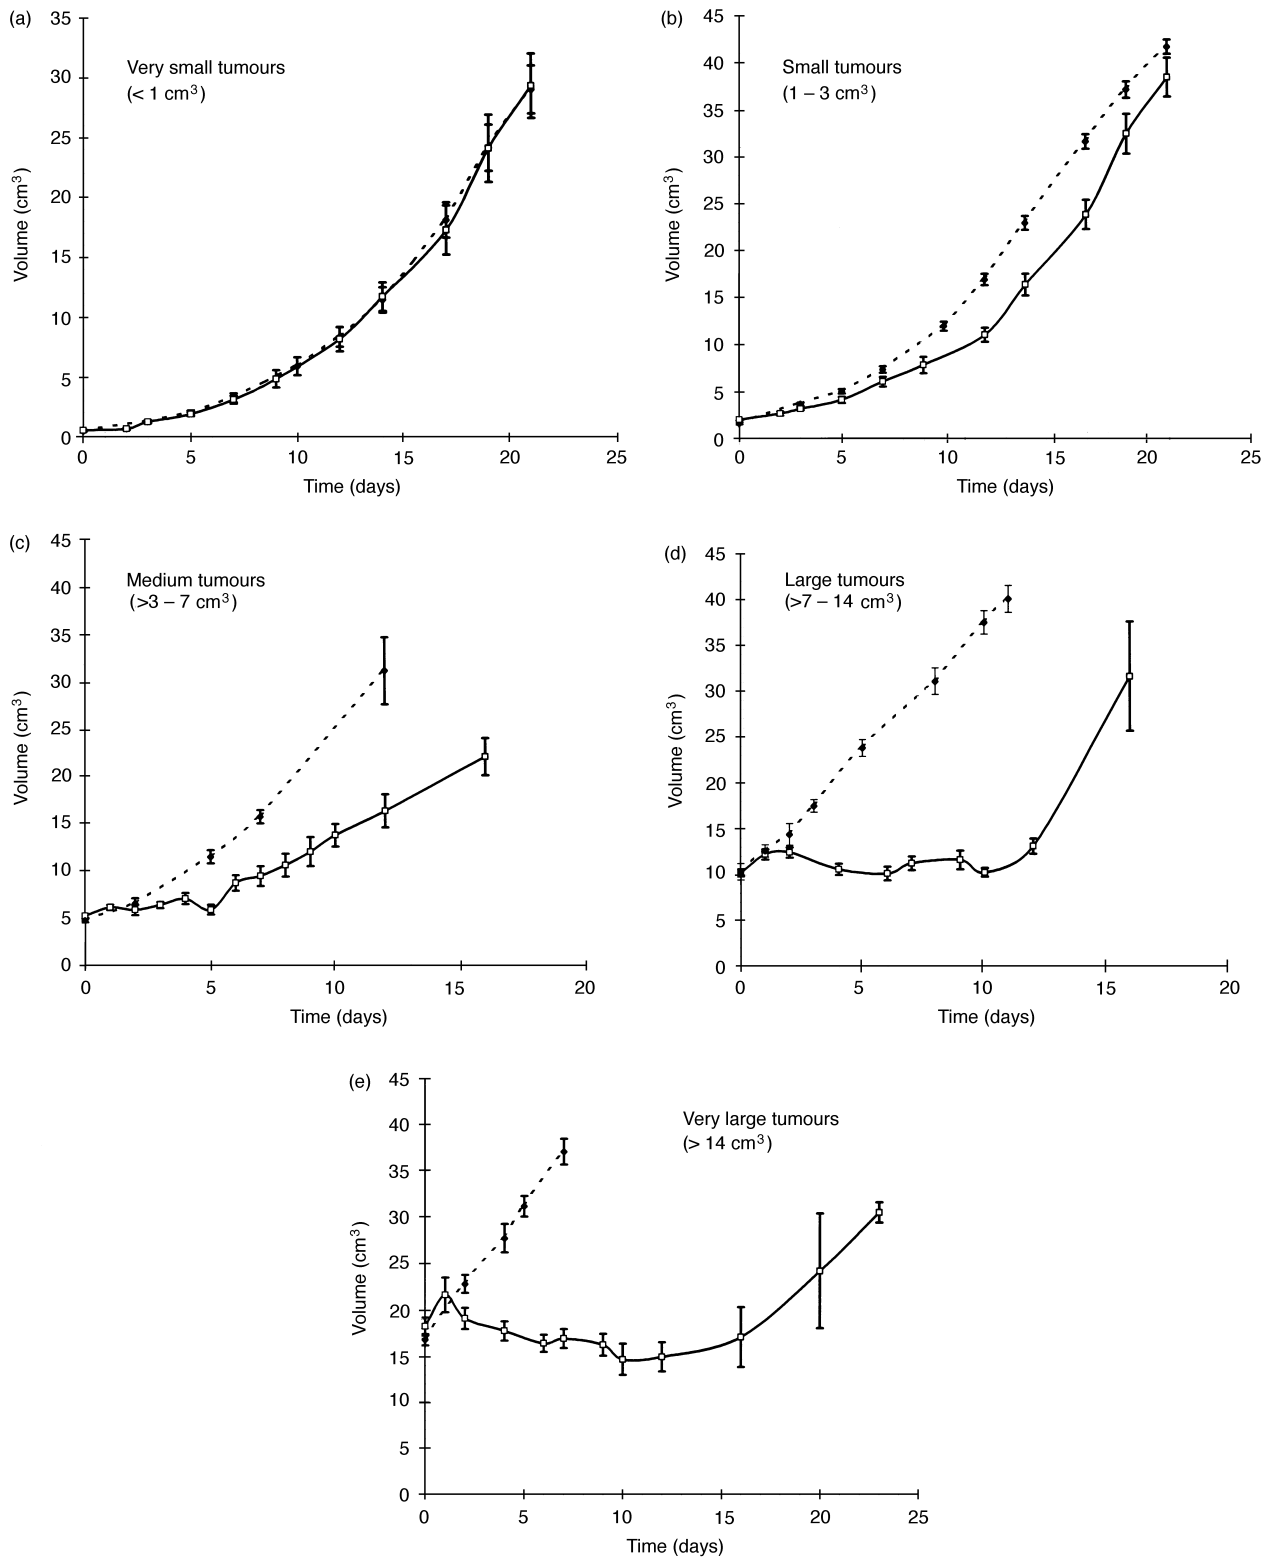 (a)
35
30
25
20
15
10
5
0
Volume (cm³)
Very small tumours
(< 1 cm³)
0 5 10 15 20 25
Time (days)
(b)
45
40
35
30
25
20
15
10
5
0
Volume (cm³)
Small tumours
(1 – 3 cm³)
0 5 10 15 20 25
Time (days)
(c)
45
40
35
30
25
20
15
10
5
0
Volume (cm³)
Medium tumours
(>3 – 7 cm³)
0 5 10 15 20
Time (days)
(d)
45
40
35
30
25
20
15
10
5
0
Volume (cm³)
Large tumours
(>7 – 14 cm³)
0 5 10 15 20
Time (days)
(e)
45
40
35
30
25
20
15
10
5
0
Volume (cm³)
Very large tumours
(> 14 cm³)
0 5 10 15 20 25
Time (days)